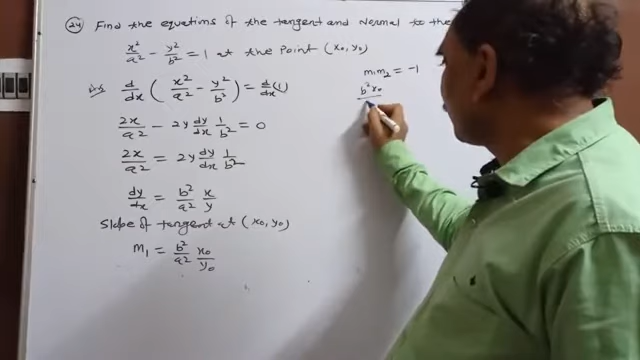 (24) Find the equations of the tangent and Normal to the
x²/a² - y²/b² = 1 at the point (x₀, y₀)
d/dx (x²/a² - y²/b²) = d/dx (1)
2x/a² - 2y dy/dx 1/b² = 0
2x/a² = 2y dy/dx 1/b²
dy/dx = b²/a² x/y
Slope of tangent at (x₀, y₀)
m₁ = b²/a² x₀/y₀
m₁m₂ = -1
b²x₀